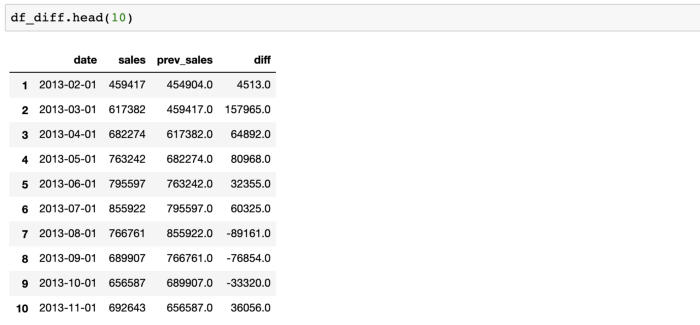 df_diff.head(10)
date sales prev_sales diff
1 2013-02-01 459417 454904.0 4513.0
2 2013-03-01 617382 459417.0 157965.0
3 2013-04-01 682274 617382.0 64892.0
4 2013-05-01 763242 682274.0 80968.0
5 2013-06-01 795597 763242.0 32355.0
6 2013-07-01 855922 795597.0 60325.0
7 2013-08-01 766761 855922.0 -89161.0
8 2013-09-01 689907 766761.0 -76854.0
9 2013-10-01 656587 689907.0 -33320.0
10 2013-11-01 692643 656587.0 36056.0